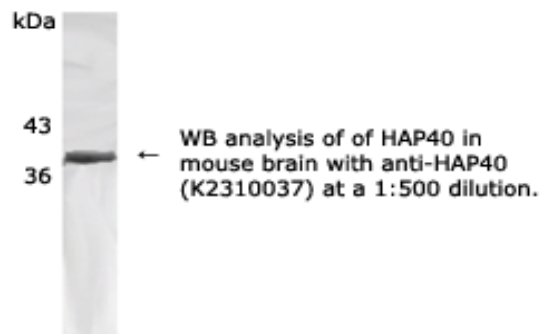 kDa
43
36
← WB analysis of of HAP40 in
mouse brain with anti-HAP40
(K2310037) at a 1:500 dilution.